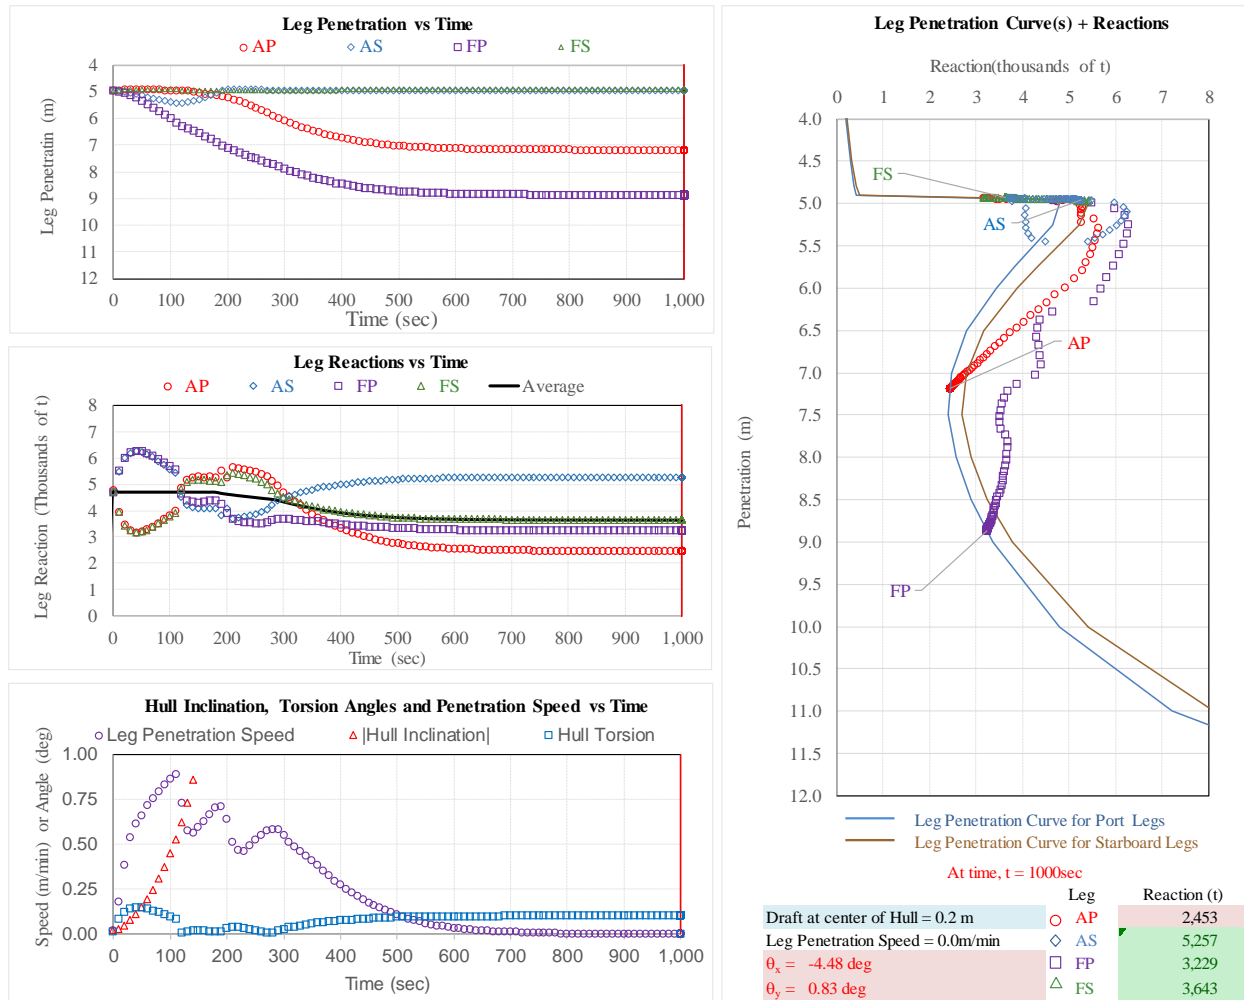 Leg Penetration vs Time
AP AS FP FS
4
5
6
7
8
9
10
11
12
Leg Penetratin (m)
0 100 200 300 400 500 600 700 800 900 1,000
Time (sec)
Leg Reactions vs Time
AP AS FP FS Average
8
7
6
5
4
3
2
1
0
Leg Reaction (Thousands of t)
0 100 200 300 400 500 600 700 800 900 1,000
Time (sec)
Hull Inclination, Torsion Angles and Penetration Speed vs Time
Leg Penetration Speed |Hull Inclination| Hull Torsion
1.00
0.75
0.50
0.25
0.00
Speed (m/min) or Angle (deg)
0 100 200 300 400 500 600 700 800 900 1,000
Time (sec)
Leg Penetration Curve(s) + Reactions
Reaction(thousands of t)
0 1 2 3 4 5 6 7 8
4.0
4.5
5.0
5.5
6.0
6.5
7.0
7.5
8.0
8.5
9.0
9.5
10.0
10.5
11.0
11.5
12.0
Penetration (m)
FS
AS
AP
FP
Leg Penetration Curve for Port Legs
Leg Penetration Curve for Starboard Legs
At time, t = 1000sec
Leg Reaction (t)
Draft at center of Hull = 0.2 m AP 2,453
Leg Penetration Speed = 0.0m/min AS 5,257
θx = -4.48 deg FP 3,229
θy = 0.83 deg FS 3,643